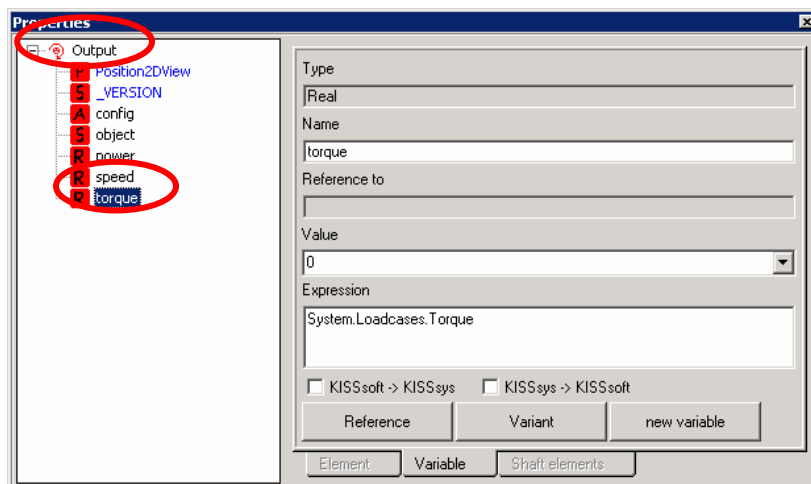 Properties
Output
Position2DView
_VERSION
config
object
power
speed
torque
Type
Real
Name
torque
Reference to
Value
0
Expression
System.Loadcases.Torque
KISSsoft -> KISSsys
KISSsys -> KISSsoft
Reference
Variant
new variable
Element
Variable
Shaft elements